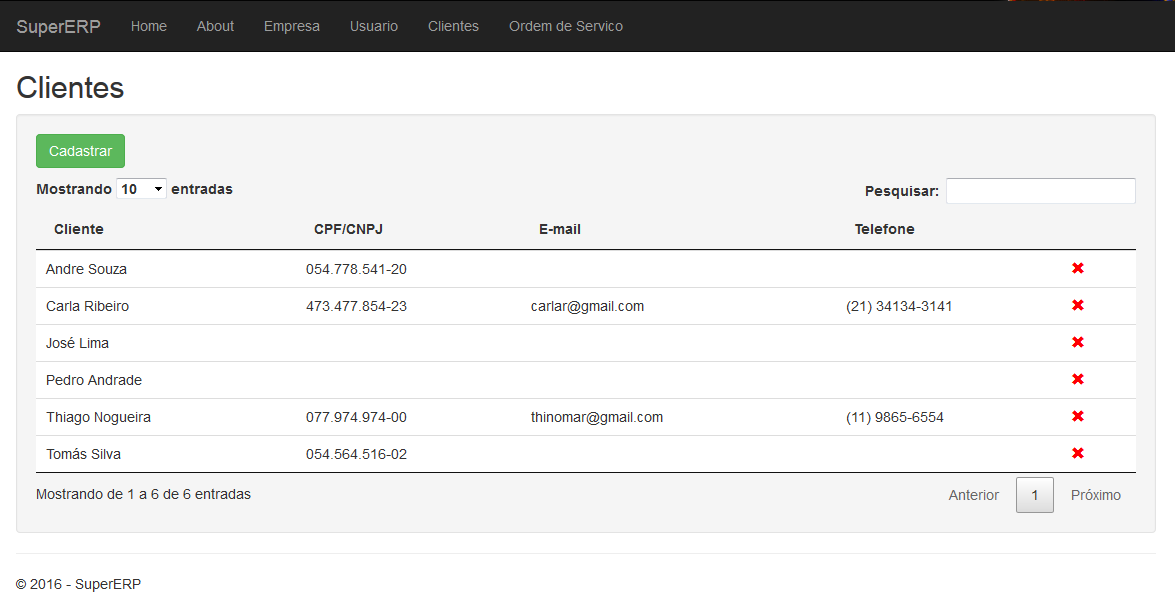 SuperERP Home About Empresa Usuario Clientes Ordem de Servico
Clientes
Cadastrar
Mostrando 10 entradas Pesquisar:
Cliente CPF/CNPJ E-mail Telefone
Andre Souza 054.778.541-20
Carla Ribeiro 473.477.854-23 carlar@gmail.com (21) 34134-3141
José Lima
Pedro Andrade
Thiago Nogueira 077.974.974-00 thinomar@gmail.com (11) 9865-6554
Tomás Silva 054.564.516-02
Mostrando de 1 a 6 de 6 entradas Anterior 1 Próximo
© 2016 - SuperERP